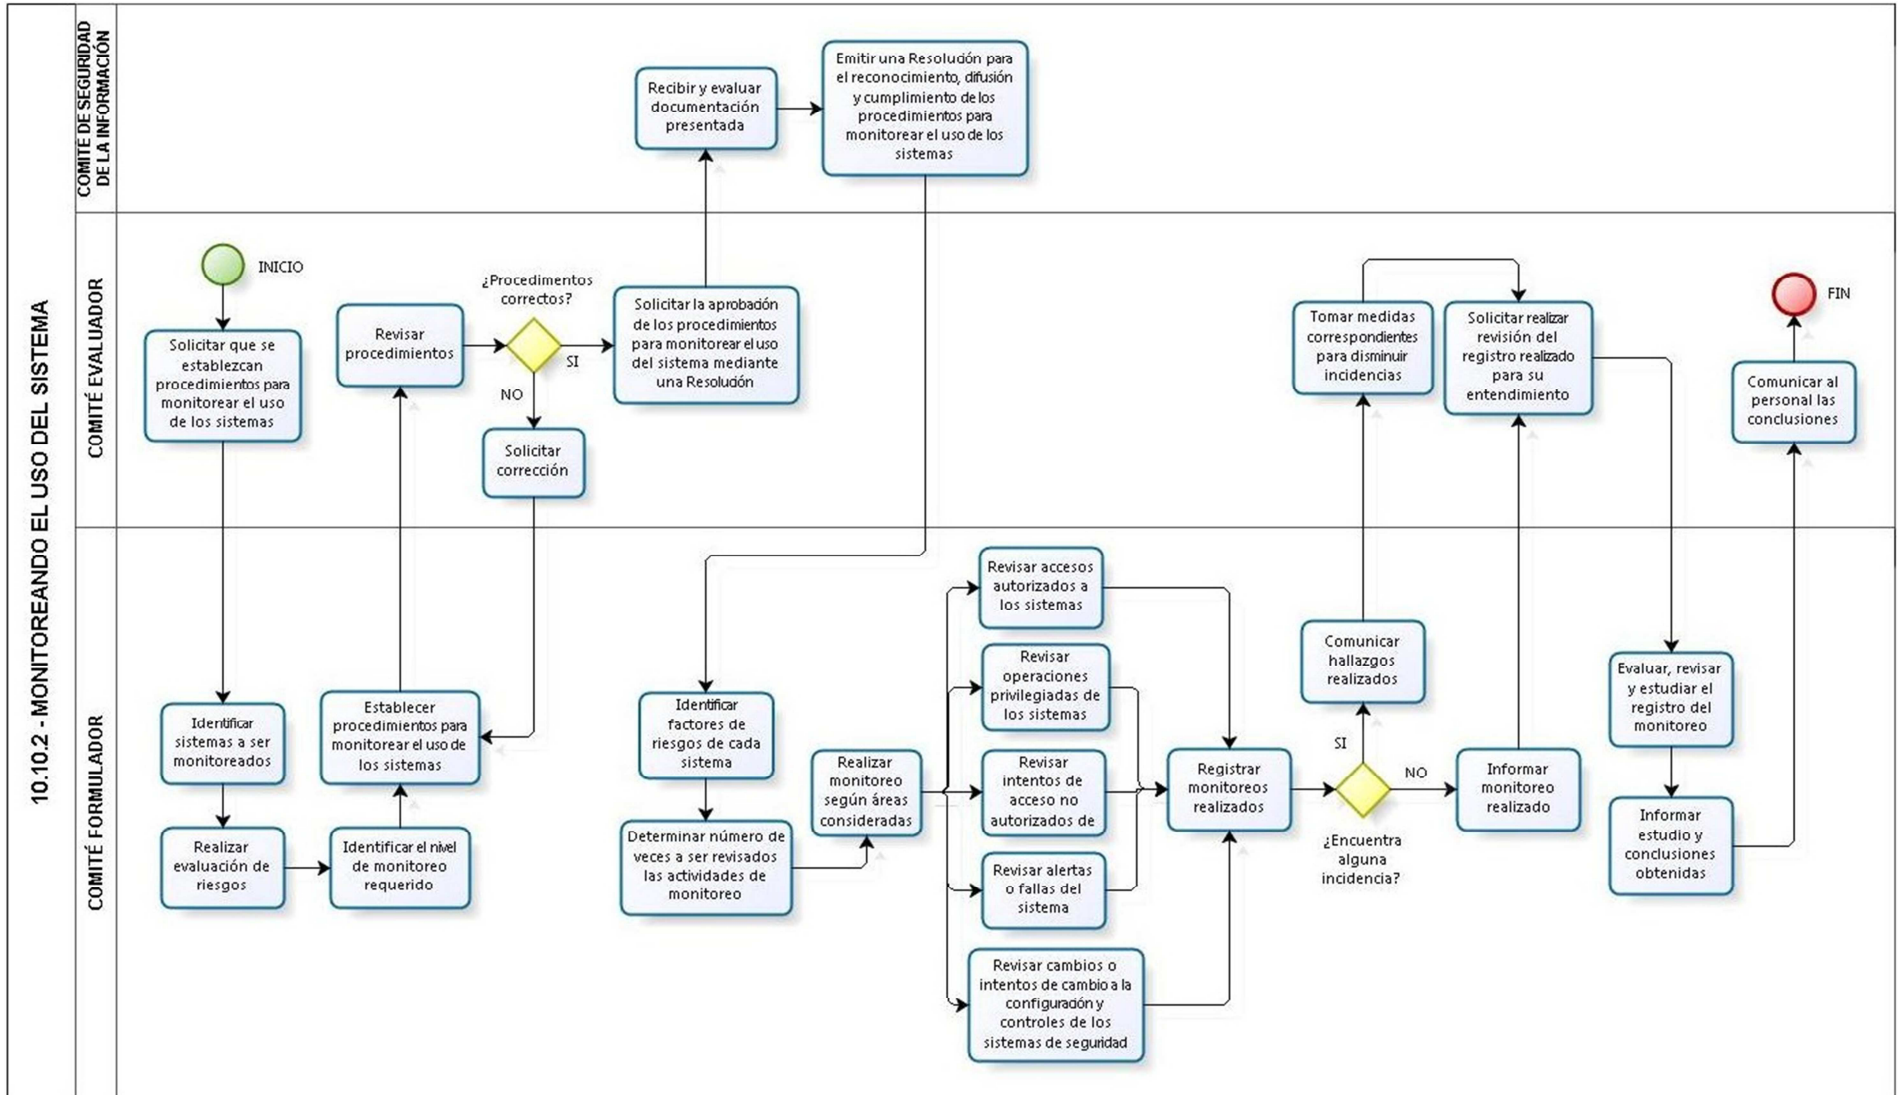 10.10.2 - MONITOREANDO EL USO DEL SISTEMA
COMITE DE SEGURIDAD
DE LA INFORMACIÓN
Recibir y evaluar
documentación
presentada
Emitir una Resolución para
el reconocimiento, difusión
y cumplimiento de los
procedimientos para
monitorear el uso de los
sistemas
COMITÉ EVALUADOR
INICIO
Solicitar que se
establezcan
procedimientos para
monitorear el uso
de los sistemas
Revisar
procedimientos
¿Procedimentos
correctos?
SI
NO
Solicitar
corrección
Solicitar la aprobación
de los procedimientos
para monitorear el uso
del sistema mediante
una Resolución
Tomar medidas
correspondientes
para disminuir
incidencias
Solicitar realizar
revisión del
registro realizado
para su
entendimiento
FIN
Comunicar al
personal las
conclusiones
COMITÉ FORMULADOR
Identificar
sistemas a ser
monitoreados
Realizar
evaluación de
riesgos
Identificar el nivel
de monitoreo
requerido
Establecer
procedimientos para
monitorear el uso de
los sistemas
Identificar
factores de
riesgos de cada
sistema
Determinar número de
veces a ser revisados
las actividades de
monitoreo
Realizar
monitoreo
según áreas
consideradas
Revisar accesos
autorizados a
los sistemas
Revisar
operaciones
privilegiadas de
los sistemas
Revisar
intentos de
acceso no
autorizados de
Revisar alertas
o fallas del
sistema
Revisar cambios o
intentos de cambio a la
configuración y
controles de los
sistemas de seguridad
Registrar
monitoreos
realizados
SI
NO
¿Encuentra
alguna
incidencia?
Comunicar
hallazgos
realizados
Informar
monitoreo
realizado
Evaluar, revisar
y estudiar el
registro del
monitoreo
Informar
estudio y
conclusiones
obtenidas